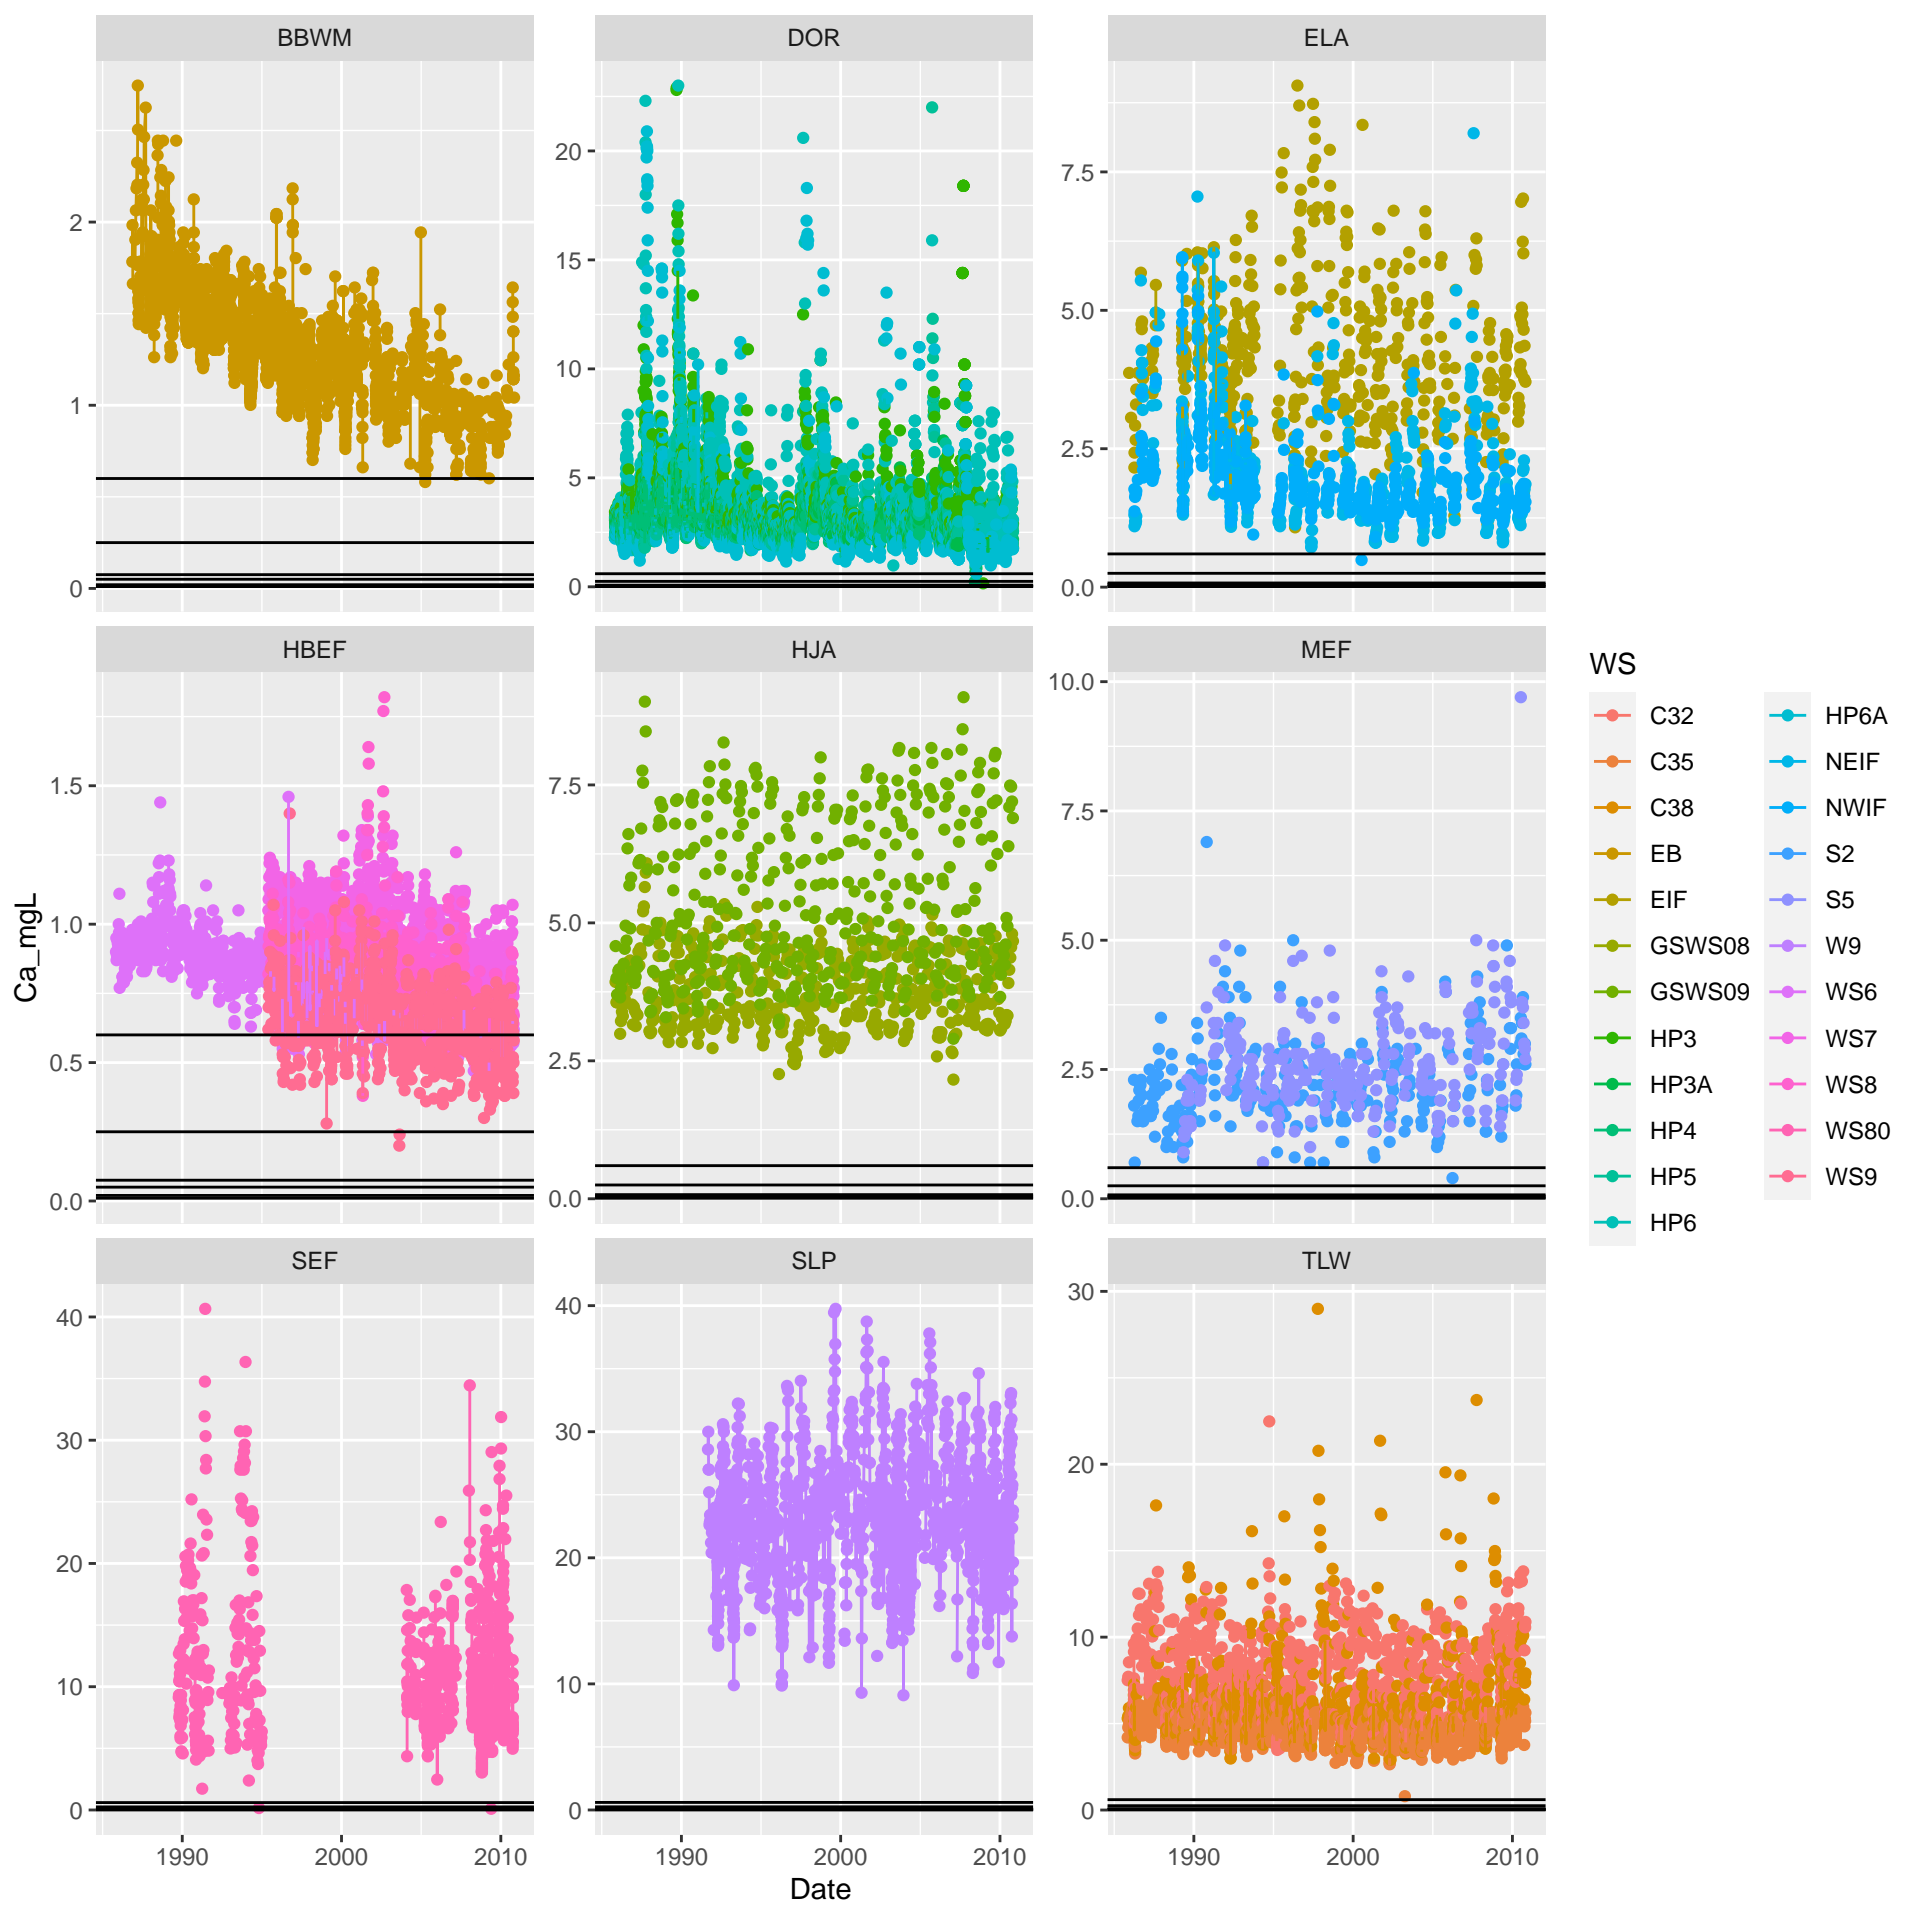 BBWM DOR ELA
2
1
0
20
15
10
5
0
7.5
5.0
2.5
0.0
HBEF HJA MEF
1.5
1.0
0.5
0.0
7.5
5.0
2.5
0.0
10.0
7.5
5.0
2.5
0.0
SEF SLP TLW
40
30
20
10
0
40
30
20
10
0
30
20
10
0
1990 2000 2010 1990 2000 2010 1990 2000 2010
Date
Ca_mgL
WS
C32
C35
C38
EB
EIF
GSWS08
GSWS09
HP3
HP3A
HP4
HP5
HP6
HP6A
NEIF
NWIF
S2
S5
W9
WS6
WS7
WS8
WS80
WS9